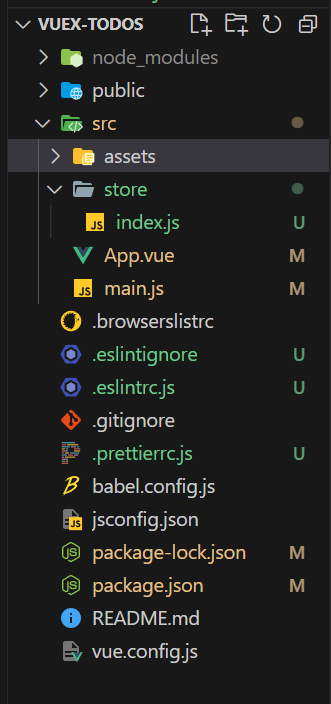 VUEX-TODOS
node_modules
public
src
assets
store
JS index.js U
App.vue M
JS main.js M
.browserslistrc
.eslintignore U
.eslintrc.js U
.gitignore
.prettierrc.js U
babel.config.js
JS jsconfig.json
JS package-lock.json M
JS package.json M
README.md
vue.config.js